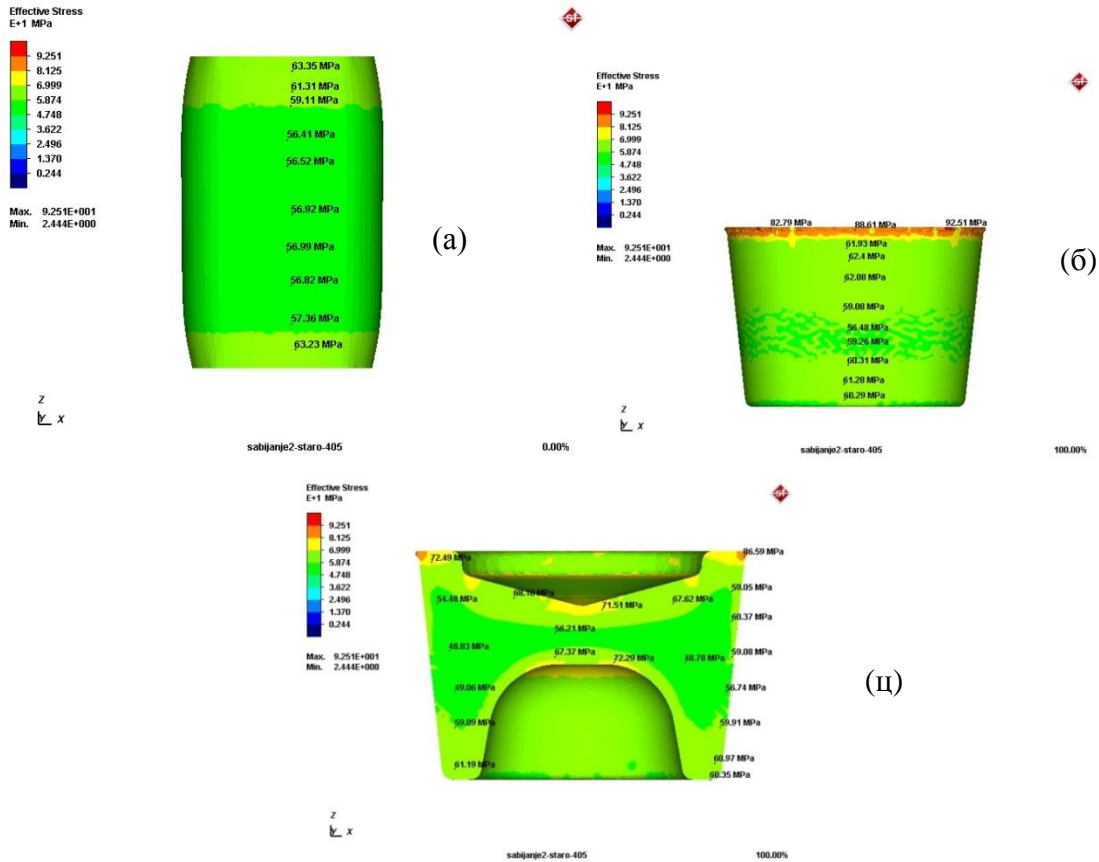 Effective Stress
E+1 MPa
9.251
8.125
6.999
5.874
4.748
3.622
2.496
1.370
0.244
Max. 9.251E+001
Min. 2.444E+000
63.35 MPa
61.31 MPa
59.11 MPa
56.41 MPa
56.52 MPa
56.92 MPa
56.99 MPa
56.82 MPa
57.36 MPa
63.23 MPa
(а)
Z
Y X
sabijanje2-staro-405 0.00%
sf
Effective Stress
E+1 MPa
9.251
8.125
6.999
5.874
4.748
3.622
2.496
1.370
0.244
Max. 9.251E+001
Min. 2.444E+000
82.79 MPa 88.61 MPa 92.51 MPa
61.93 MPa
62.4 MPa
62.08 MPa
59.08 MPa
56.48 MPa
59.26 MPa
60.31 MPa
61.28 MPa
60.29 MPa
(б)
Z
Y X
sabijanje2-staro-405 100.00%
sf
Effective Stress
E+1 MPa
9.251
8.125
6.999
5.874
4.748
3.622
2.496
1.370
0.244
Max. 9.251E+001
Min. 2.444E+000
72.49 MPa 86.59 MPa
54.48 MPa 68.16 MPa 71.51 MPa 67.62 MPa 59.05 MPa
56.21 MPa 60.37 MPa
48.83 MPa 67.37 MPa 72.29 MPa 48.78 MPa 59.08 MPa
49.06 MPa 56.74 MPa
59.09 MPa 59.91 MPa
61.19 MPa 60.97 MPa
60.35 MPa
(ц)
Z
Y X
sabijanje2-staro-405 100.00%
sf